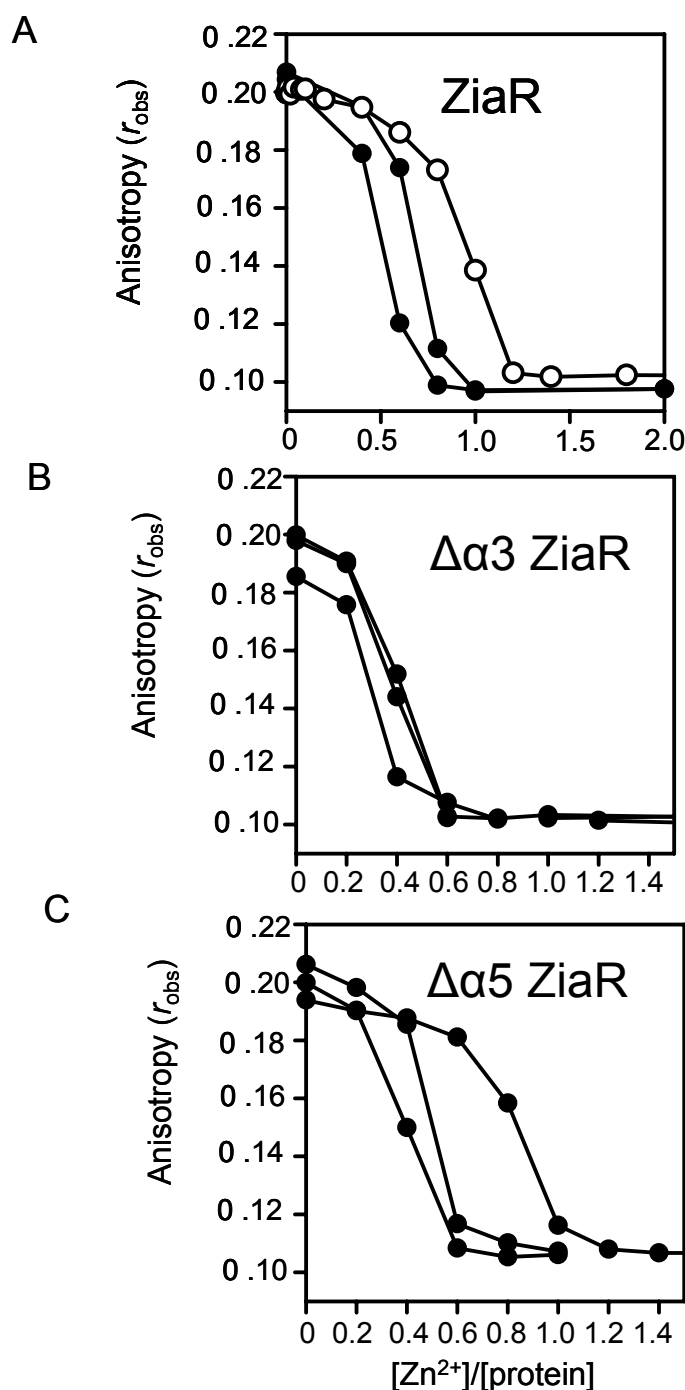 A
Anisotropy (robs)
0 .22
0 .20
0 .18
0 .16
0 .14
0 .12
0 .10
ZiaR
0
0.5
1.0
1.5
2.0
B
Anisotropy (robs)
0 .22
0 .20
0 .18
0 .16
0 .14
0 .12
0 .10
Δα3 ZiaR
0 0.2 0.4 0.6 0.8 1.0 1.2 1.4
C
Anisotropy (robs)
0 .22
0 .20
0 .18
0 .16
0 .14
0 .12
0 .10
Δα5 ZiaR
0 0.2 0.4 0.6 0.8 1.0 1.2 1.4
[Zn²⁺]/[protein]